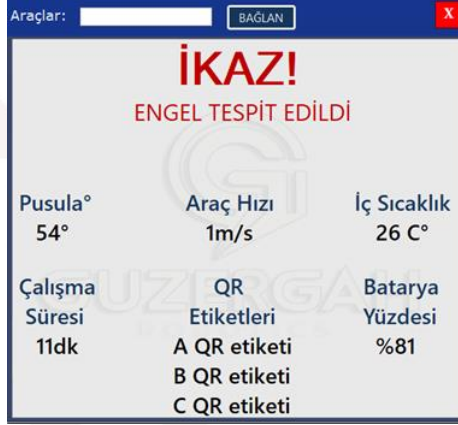 Araçlar: BAĞLAN X
İKAZ!
ENGEL TESPİT EDİLDİ
Pusula° Araç Hızı İç Sıcaklık
54° 1m/s 26 C°
Çalışma QR Batarya
Süresi Etiketleri Yüzdesi
11dk A QR etiketi %81
B QR etiketi
C QR etiketi
GUZERGAH